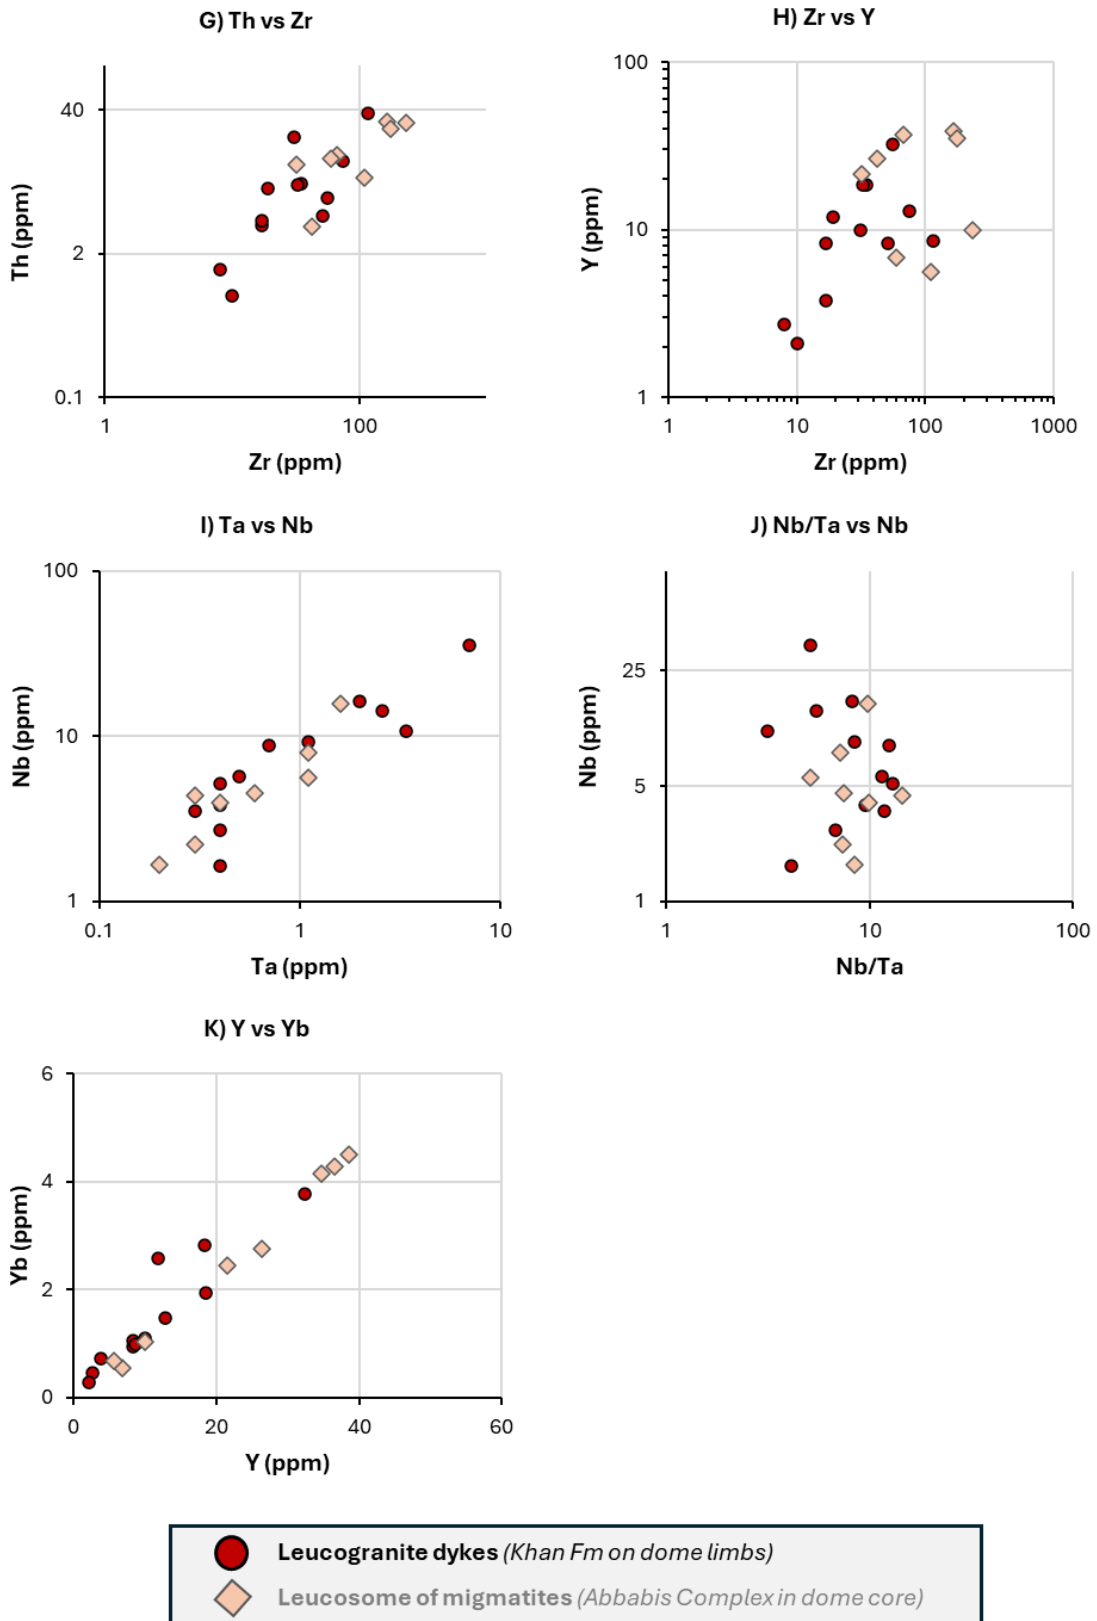 G) Th vs Zr
40
2
0.1
Th (ppm)
1
100
Zr (ppm)
H) Zr vs Y
100
10
1
Y (ppm)
1
10
100
1000
Zr (ppm)
I) Ta vs Nb
100
10
1
Nb (ppm)
0.1
1
10
Ta (ppm)
J) Nb/Ta vs Nb
25
5
1
Nb (ppm)
1
10
100
Nb/Ta
K) Y vs Yb
6
4
2
0
Yb (ppm)
0
20
40
60
Y (ppm)
Leucogranite dykes (Khan Fm on dome limbs)
Leucosome of migmatites (Abbabis Complex in dome core)